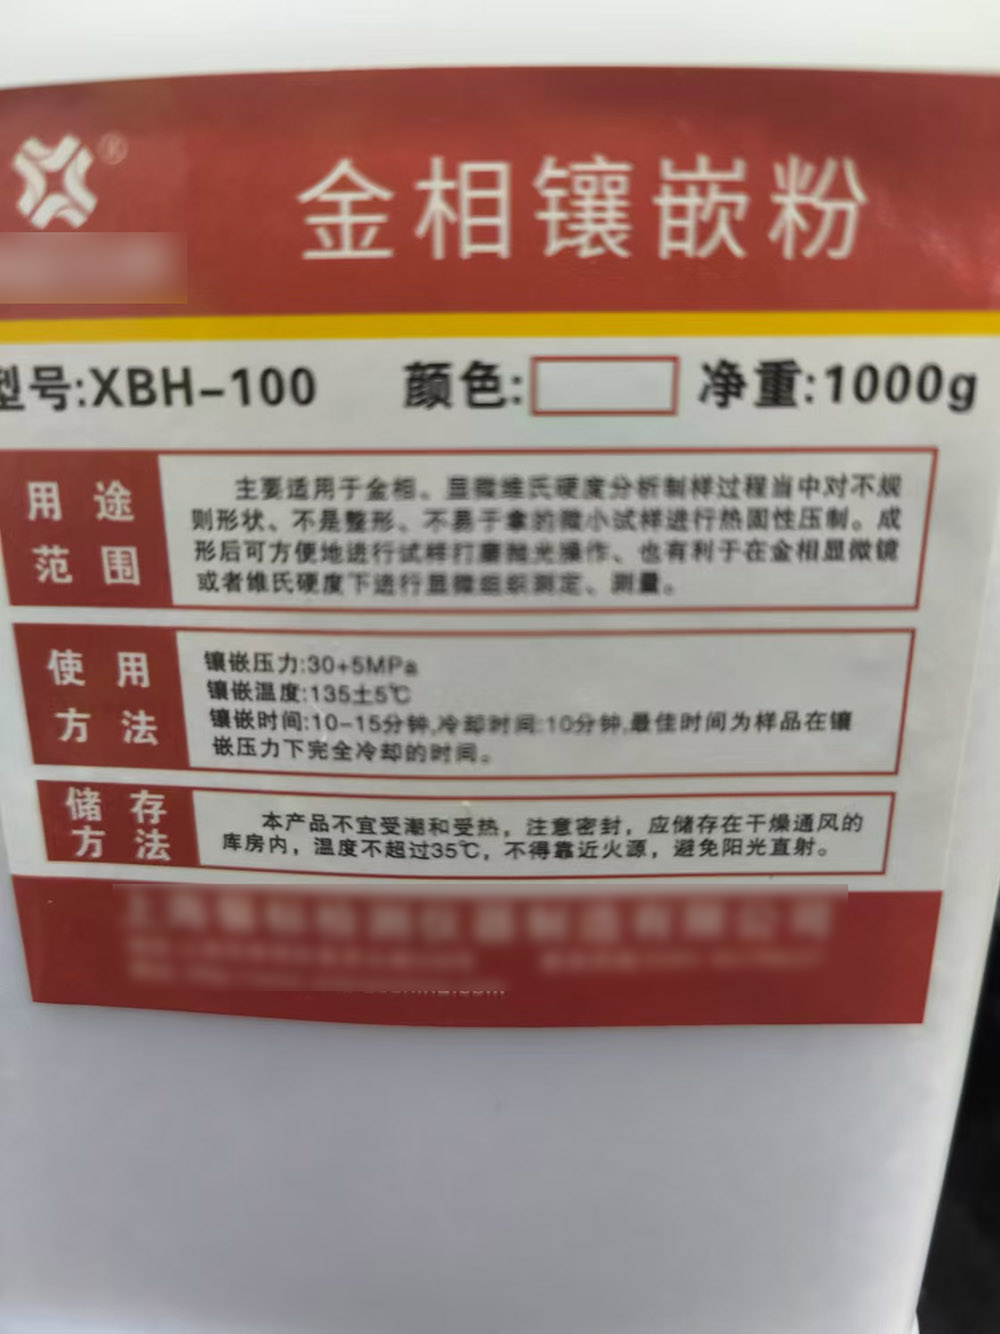 ®
金相镶嵌粉
型号:XBH-100 颜色: 净重:1000g
用途
范围
主要适用于金相、显微维氏硬度分析制样过程当中对不规
则形状、不是整形、不易于拿的微小试样进行热固性压制。成
形后可方便地进行试样打磨抛光操作、也有利于在金相显微镜
或者维氏硬度下进行显微组织测定、测量。
使用
方法
镶嵌压力:30+5MPa
镶嵌温度:135土5℃
镶嵌时间:10-15分钟,冷却时间:10分钟,最佳时间为样品在镶
嵌压力下完全冷却的时间。
储存
方法
本产品不宜受潮和受热，注意密封，应储存在干燥通风的
库房内，温度不超过35℃，不得靠近火源，避免阳光直射。